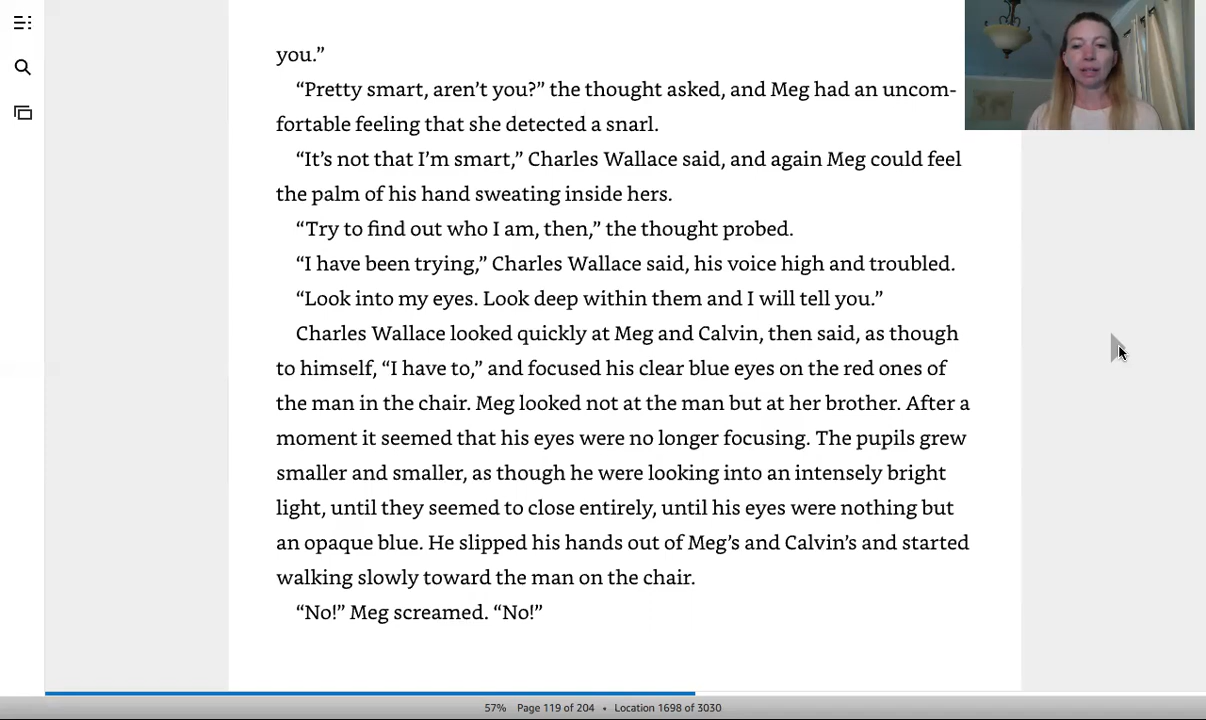 you.”
“Pretty smart, aren’t you?” the thought asked, and Meg had an uncom-
fortable feeling that she detected a snarl.
“It’s not that I’m smart,” Charles Wallace said, and again Meg could feel
the palm of his hand sweating inside hers.
“Try to find out who I am, then,” the thought probed.
“I have been trying,” Charles Wallace said, his voice high and troubled.
“Look into my eyes. Look deep within them and I will tell you.”
Charles Wallace looked quickly at Meg and Calvin, then said, as though
to himself, “I have to,” and focused his clear blue eyes on the red ones of
the man in the chair. Meg looked not at the man but at her brother. After a
moment it seemed that his eyes were no longer focusing. The pupils grew
smaller and smaller, as though he were looking into an intensely bright
light, until they seemed to close entirely, until his eyes were nothing but
an opaque blue. He slipped his hands out of Meg’s and Calvin’s and started
walking slowly toward the man on the chair.
“No!” Meg screamed. “No!”
57% Page 119 of 204 • Location 1698 of 3030